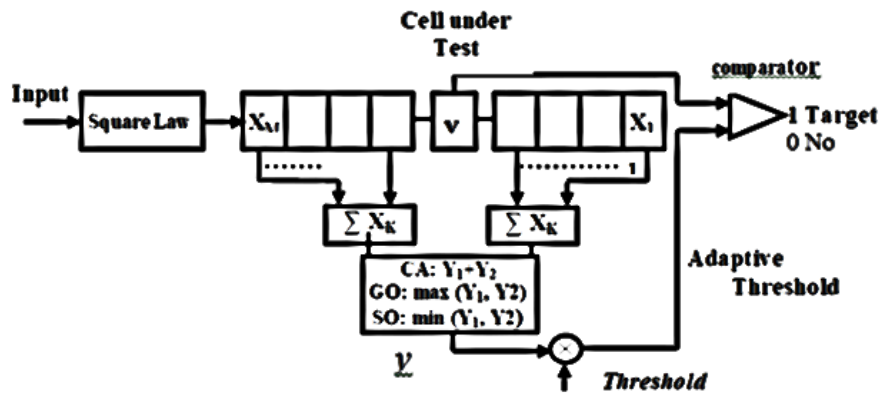 Cell under
Test
comparator
Input
Square Law
X_M
v
X_1
1 Target
0 No
∑ X_K
∑ X_K
CA: Y_1+Y_2
GO: max (Y_1, Y2)
SO: min (Y_1, Y2)
Adaptive
Threshold
y
Threshold